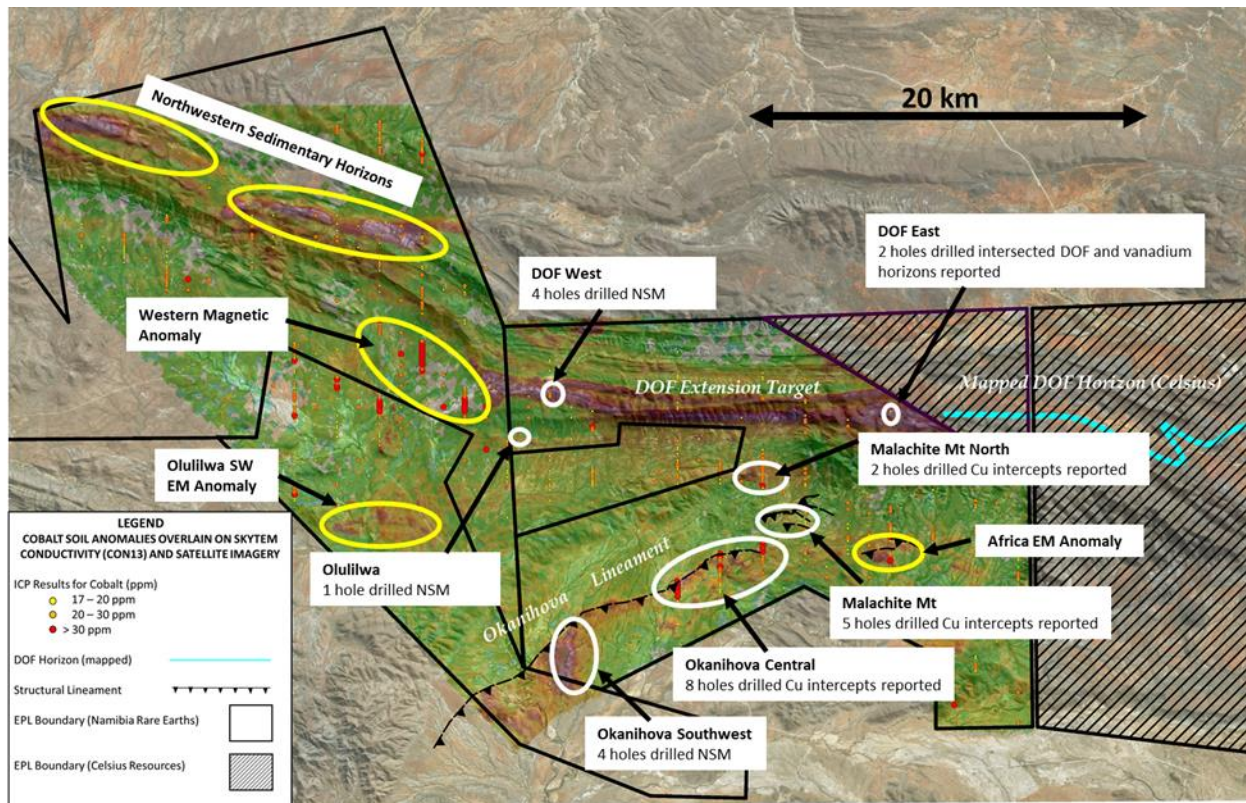 20 km
Northwestern Sedimentary Horizons
DOF East
2 holes drilled intersected DOF and vanadium
horizons reported
DOF West
4 holes drilled NSM
Western Magnetic
Anomaly
DOF Extension Target
Mapped DOF Horizon (Celsius)
Malachite Mt North
2 holes drilled Cu intercepts reported
Olulilwa SW
EM Anomaly
Africa EM Anomaly
Okanihova Lineament
Olulilwa
1 hole drilled NSM
Malachite Mt
5 holes drilled Cu intercepts reported
Okanihova Central
8 holes drilled Cu intercepts reported
Okanihova Southwest
4 holes drilled NSM
LEGEND
COBALT SOIL ANOMALIES OVERLAIN ON SKYTEM
CONDUCTIVITY (CON13) AND SATELLITE IMAGERY
ICP Results for Cobalt (ppm)
17 – 20 ppm
20 – 30 ppm
> 30 ppm
DOF Horizon (mapped)
Structural Lineament
EPL Boundary (Namibia Rare Earths)
EPL Boundary (Celsius Resources)